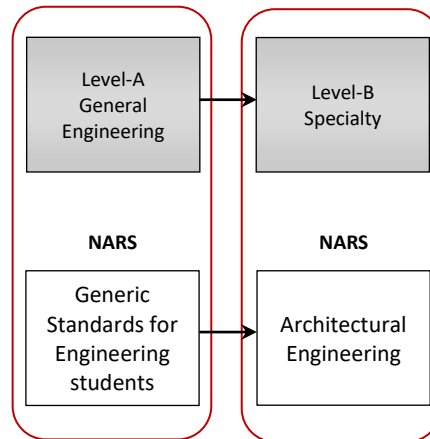 Level-A
General
Engineering
Level-B
Specialty
NARS
NARS
Generic
Standards for
Engineering
students
Architectural
Engineering